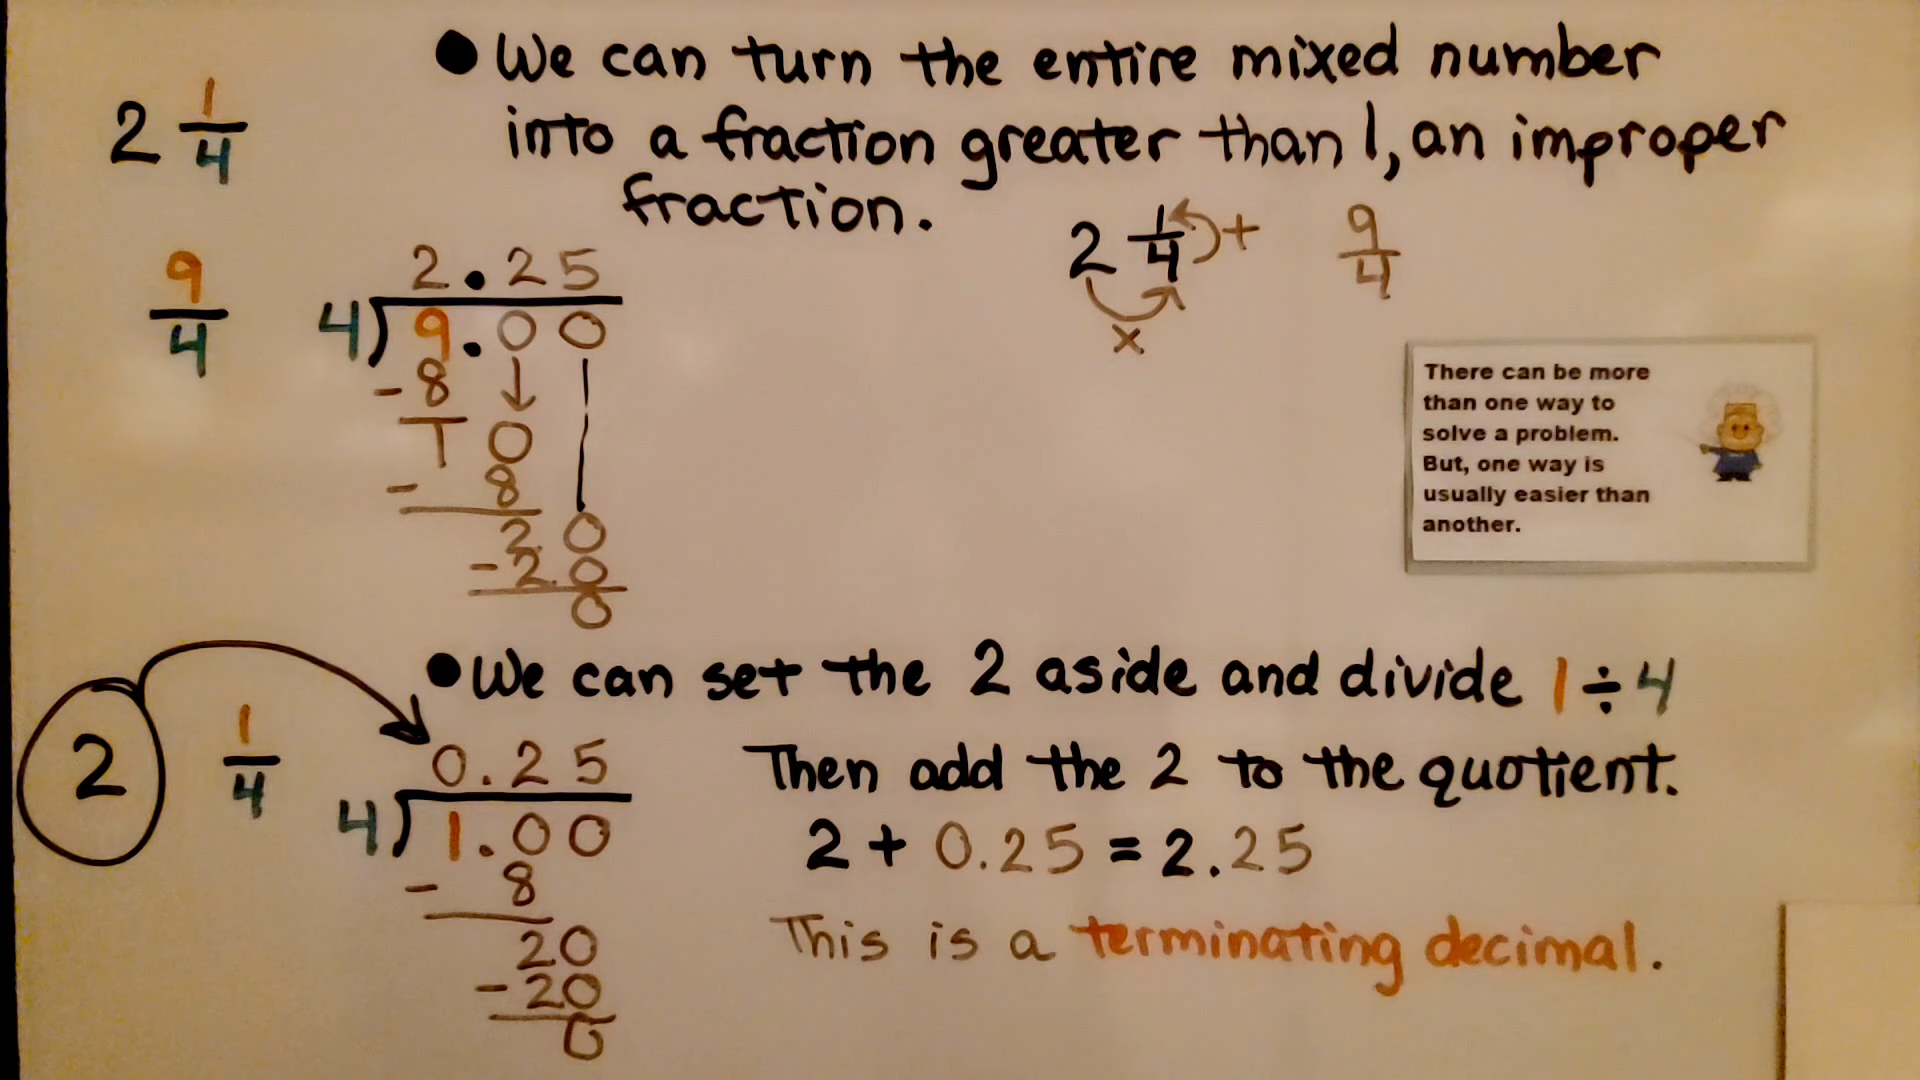 ● We can turn the entire mixed number
into a fraction greater than 1, an improper
fraction.
2 1/4
2 1/4 +
×
9/4
9/4
2.25
4)9.00
-8
10
- 8
20
-20
0
There can be more
than one way to
solve a problem.
But, one way is
usually easier than
another.
● We can set the 2 aside and divide 1÷4
Then add the 2 to the quotient.
2 + 0.25 = 2.25
This is a terminating decimal.
2 1/4
0.25
4)1.00
- 8
20
-20
0